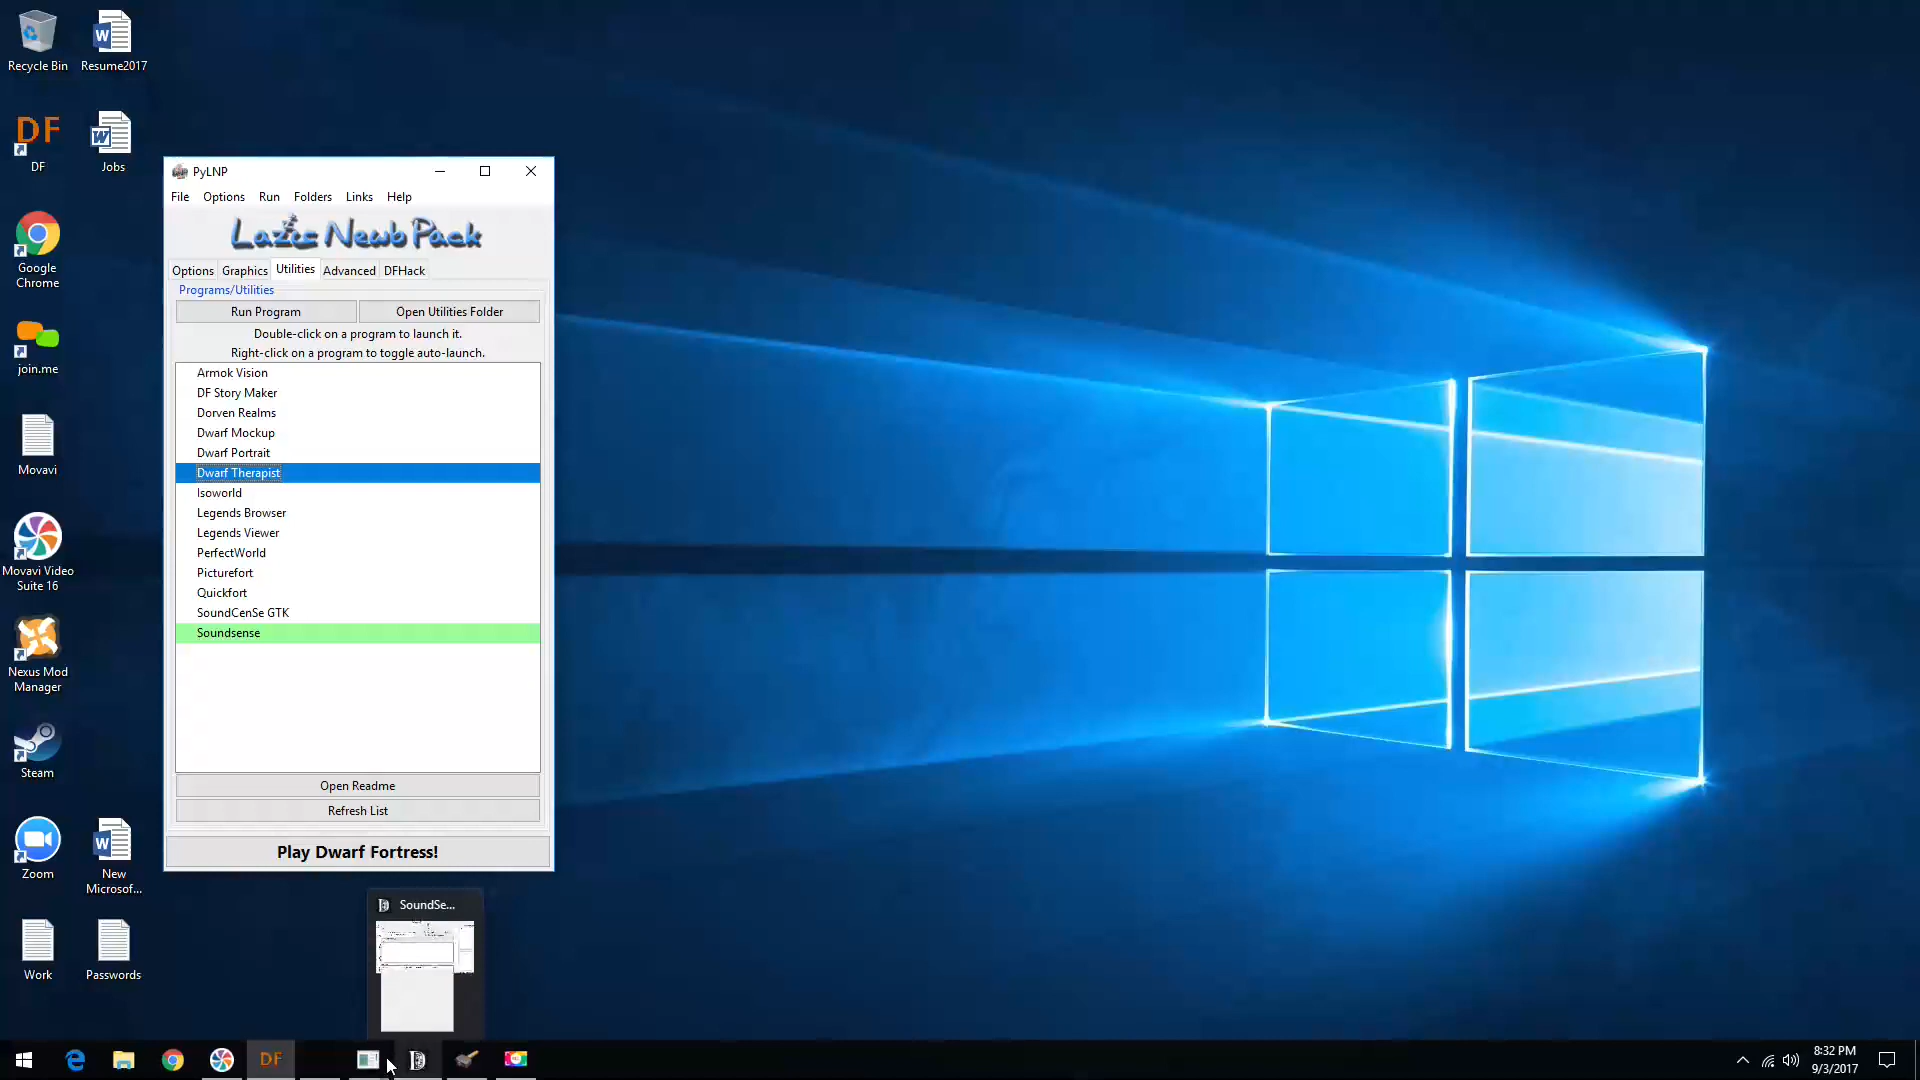 Recycle Bin
Resume2017
DF
DF
Jobs
Google
Chrome
join.me
Movavi
Movavi Video
Suite 16
Nexus Mod
Manager
Steam
Zoom
New
Microsof...
Work
Passwords
PyLNP
File Options Run Folders Links Help
Lazic Newb Pack
Options Graphics Utilities Advanced DFHack
Programs/Utilities
Run Program Open Utilities Folder
Double-click on a program to launch it.
Right-click on a program to toggle auto-launch.
Armok Vision
DF Story Maker
Dorven Realms
Dwarf Mockup
Dwarf Portrait
Dwarf Therapist
Isoworld
Legends Browser
Legends Viewer
PerfectWorld
Picturefort
Quickfort
SoundCenSe GTK
Soundsense
Open Readme
Refresh List
Play Dwarf Fortress!
SoundSe...
DF
8:32 PM
9/3/2017